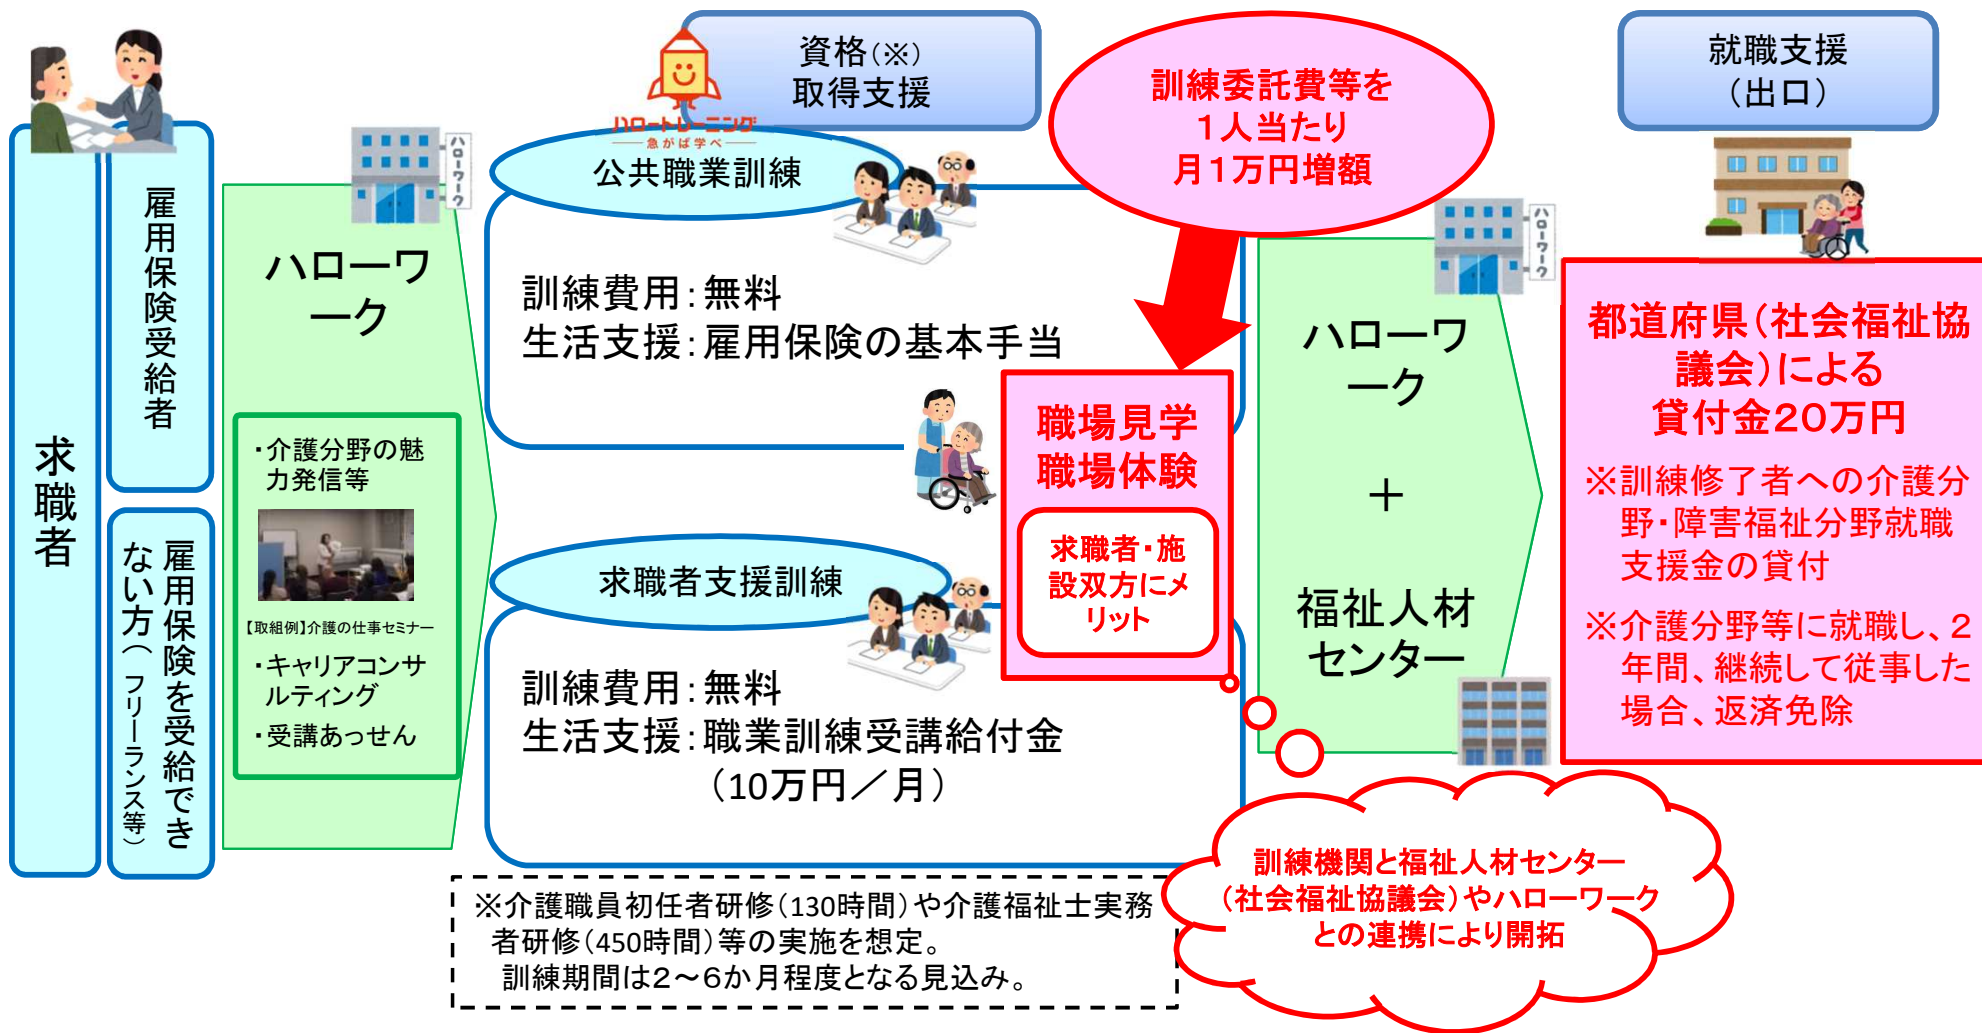 求職者
雇用保険受給者
雇用保険を受給でき
ない方（フリーランス等）
ハローワーク
ハローワ
ーク
・介護分野の魅
力発信等
【取組例】介護の仕事セミナー
・キャリアコンサ
ルティング
・受講あっせん
資格（※）
取得支援
ハロートレーニング
急がば学べ
公共職業訓練
訓練費用：無料
生活支援：雇用保険の基本手当
求職者支援訓練
訓練費用：無料
生活支援：職業訓練受講給付金
（10万円／月）
※介護職員初任者研修（130時間）や介護福祉士実務
者研修（450時間）等の実施を想定。
訓練期間は２～６か月程度となる見込み。
訓練委託費等を
１人当たり
月１万円増額
職場見学
職場体験
求職者・施
設双方にメ
リット
ハローワーク
ハローワ
ーク
＋
福祉人材
センター
訓練機関と福祉人材センター
（社会福祉協議会）やハローワーク
との連携により開拓
就職支援
（出口）
都道府県（社会福祉協
議会）による
貸付金２０万円
※訓練修了者への介護分
野・障害福祉分野就職
支援金の貸付
※介護分野等に就職し、２
年間、継続して従事した
場合、返済免除